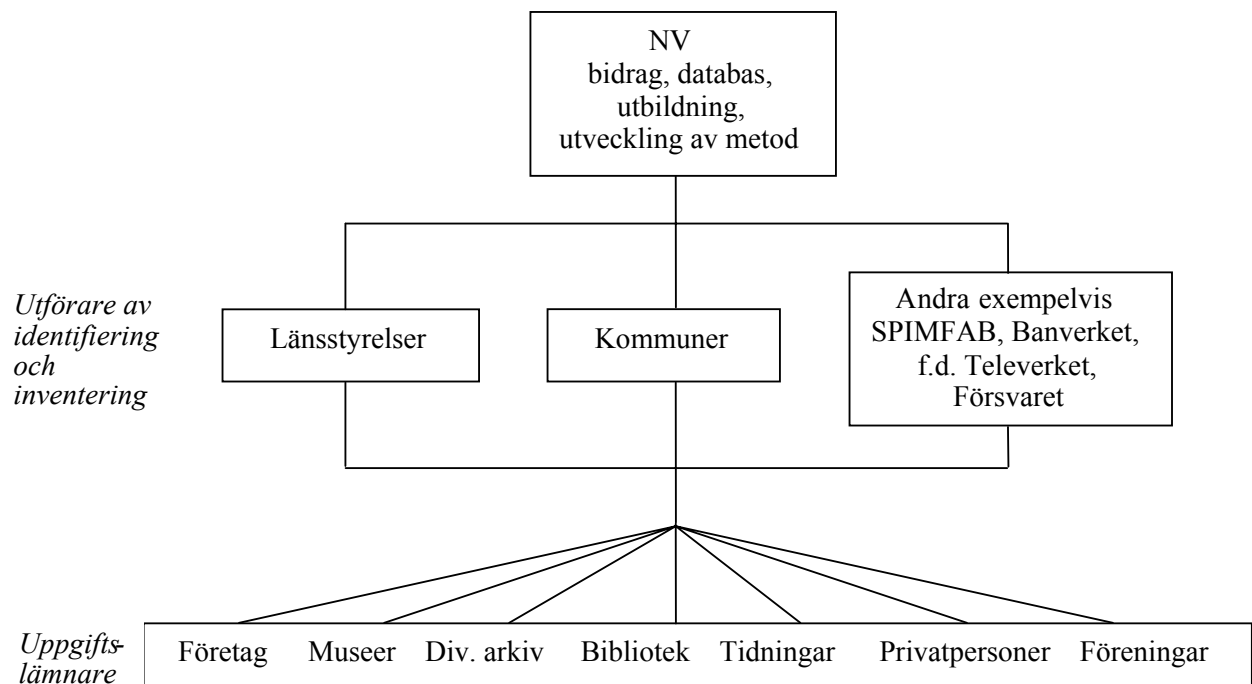 NV
bidrag, databas,
utbildning,
utveckling av metod
Utförare av
identifiering
och
inventering
Länsstyrelser
Kommuner
Andra exempelvis
SPIMFAB, Banverket,
f.d. Televerket,
Försvaret
Uppgifts-
lämnare
Företag Museer Div. arkiv Bibliotek Tidningar Privatpersoner Föreningar